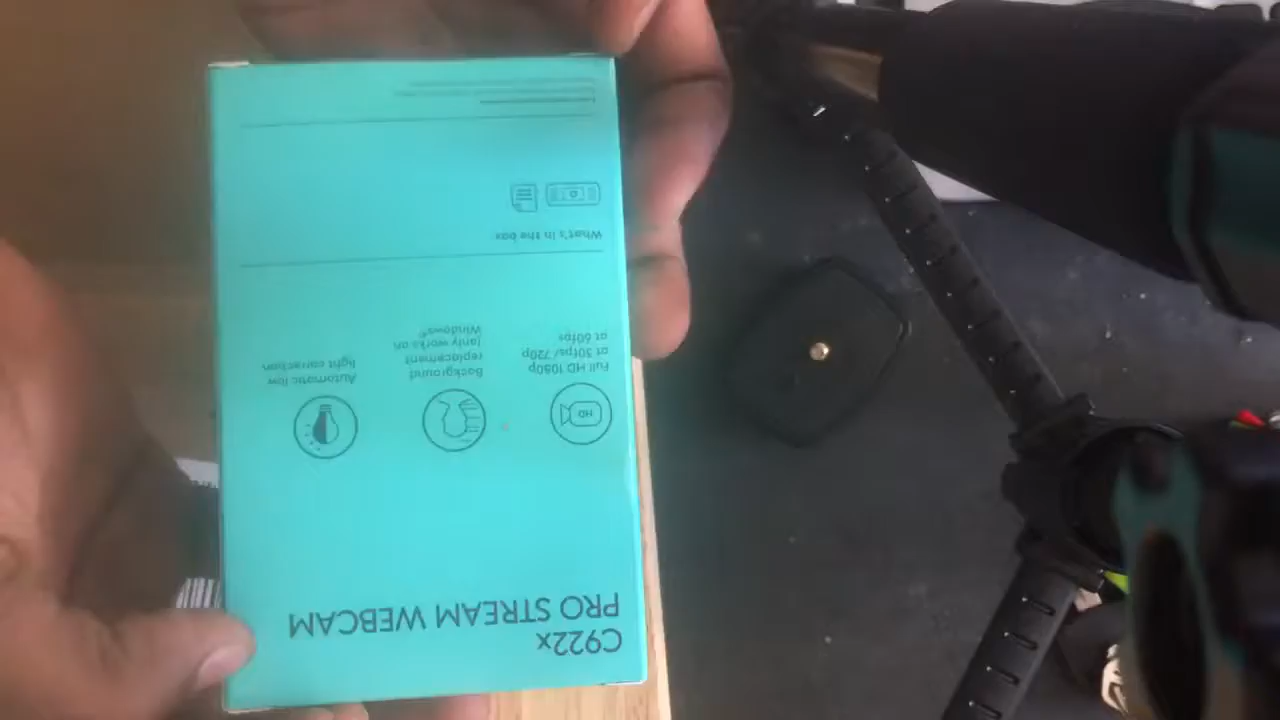 C922x
PRO STREAM WEBCAM
HD
Full HD 1080p
at 30fps/ 720p
at 60fps
Background
replacement
(only works on
Windows®
Automatic low
light correction
What's in the box